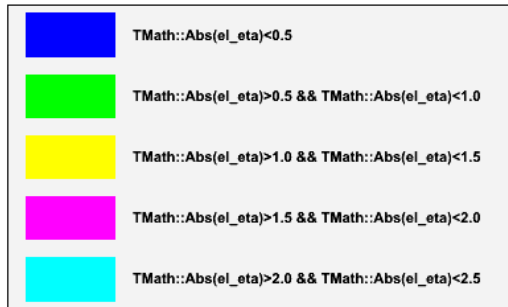 TMath::Abs(el_eta)<0.5
TMath::Abs(el_eta)>0.5 && TMath::Abs(el_eta)<1.0
TMath::Abs(el_eta)>1.0 && TMath::Abs(el_eta)<1.5
TMath::Abs(el_eta)>1.5 && TMath::Abs(el_eta)<2.0
TMath::Abs(el_eta)>2.0 && TMath::Abs(el_eta)<2.5